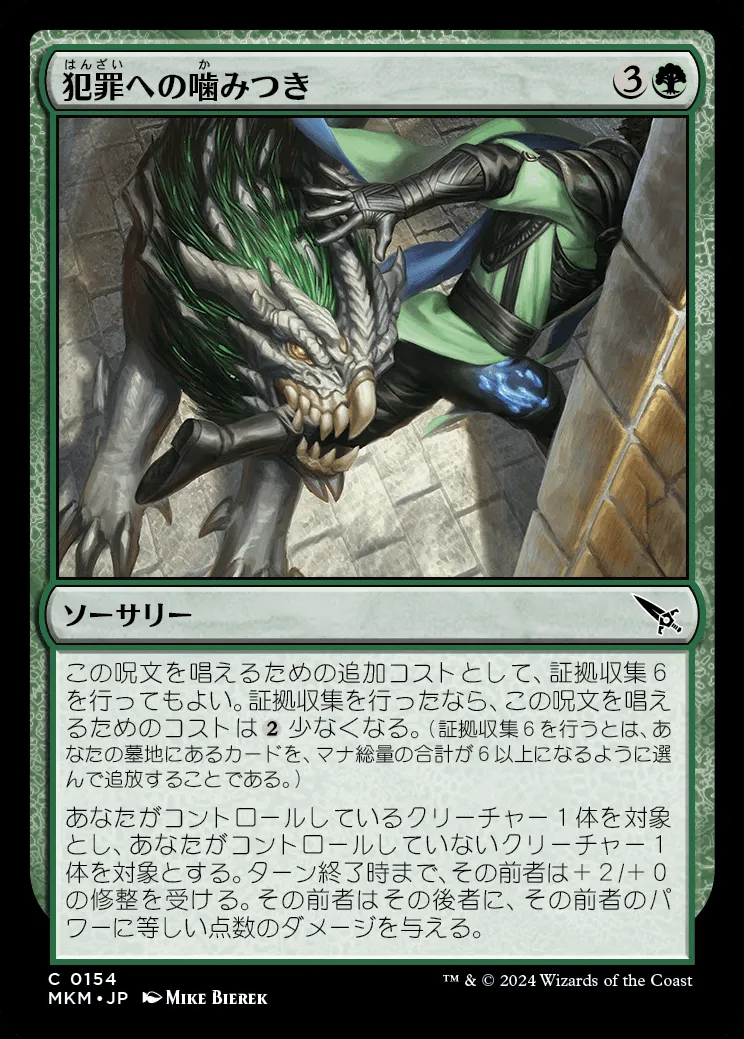 はんざい か
犯罪への噛みつき
3
ソーサリー
この呪文を唱えるための追加コストとして、証拠収集６
を行ってもよい。証拠収集を行ったなら、この呪文を唱え
るためのコストは 2 少なくなる。（証拠収集６を行うとは、あ
なたの墓地にあるカードを、マナ総量の合計が６以上になるように選
んで追放することである。）
あなたがコントロールしているクリーチャー１体を対象
とし、あなたがコントロールしていないクリーチャー１
体を対象とする。ターン終了時まで、その前者は＋２/＋０
の修整を受ける。その前者はその後者に、その前者のパ
ワーに等しい点数のダメージを与える。
C 0154
MKM • JP MIKE BIEREK
™ & © 2024 Wizards of the Coast